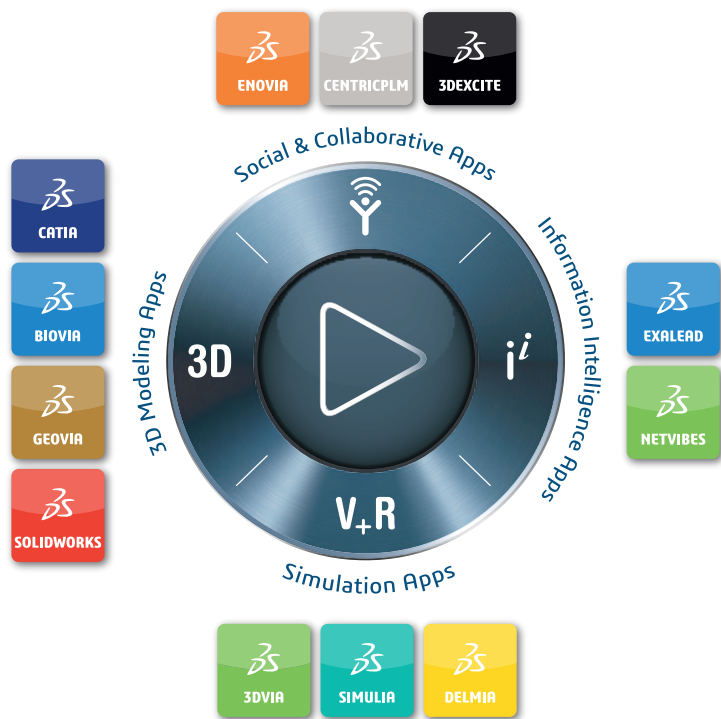 ENOVIA
CENTRICPLM
3DEXCITE
Social & Collaborative Apps
CATIA
BIOVIA
GEOVIA
SOLIDWORKS
3D Modeling Apps
3D
iⁱ
V+R
Information Intelligence Apps
EXALEAD
NETVIBES
Simulation Apps
3DVIA
SIMULIA
DELMIA